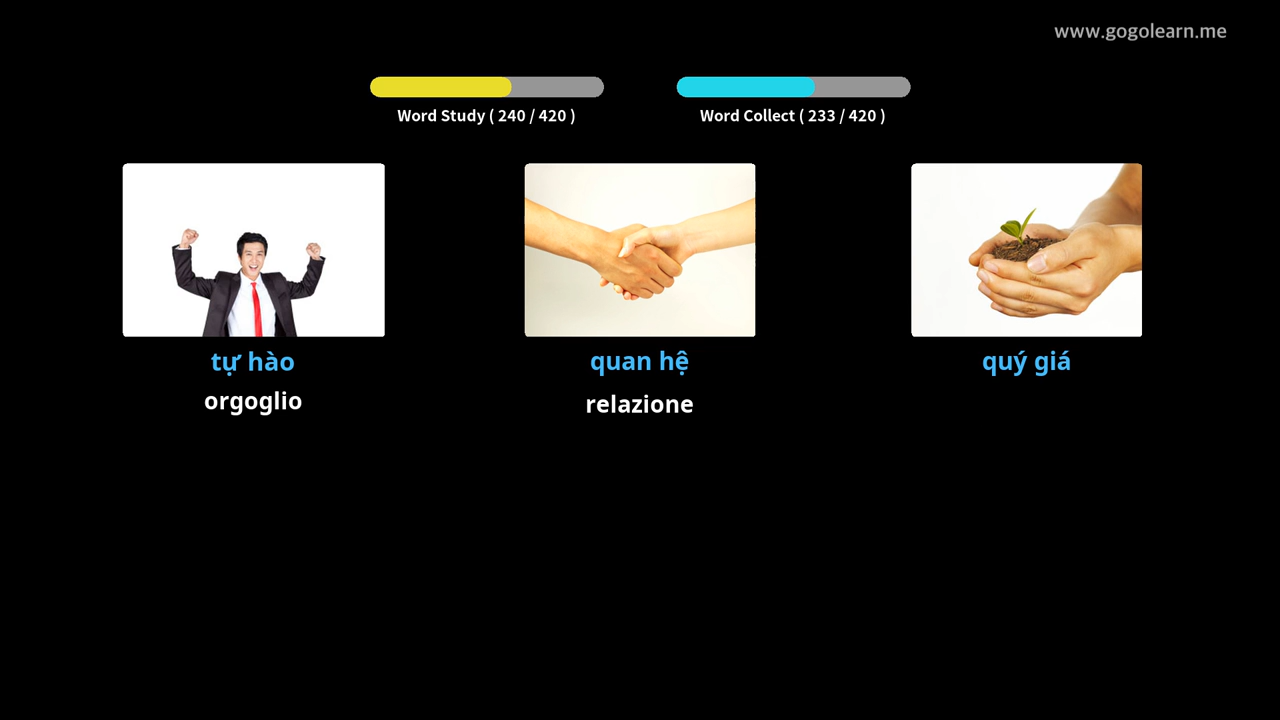 www.gogolearn.me
Word Study ( 240 / 420 )
Word Collect ( 233 / 420 )
tự hào
orgoglio
quan hệ
relazione
quý giá